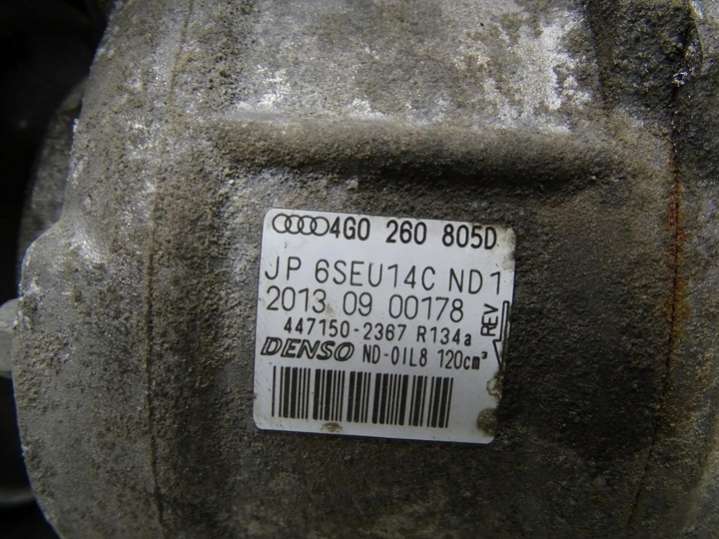 4G0 260 805D
JP 6SEU14C ND1
2013 09 00178
447150-2367 R134a
DENSO ND-OIL8 120cm³
REV